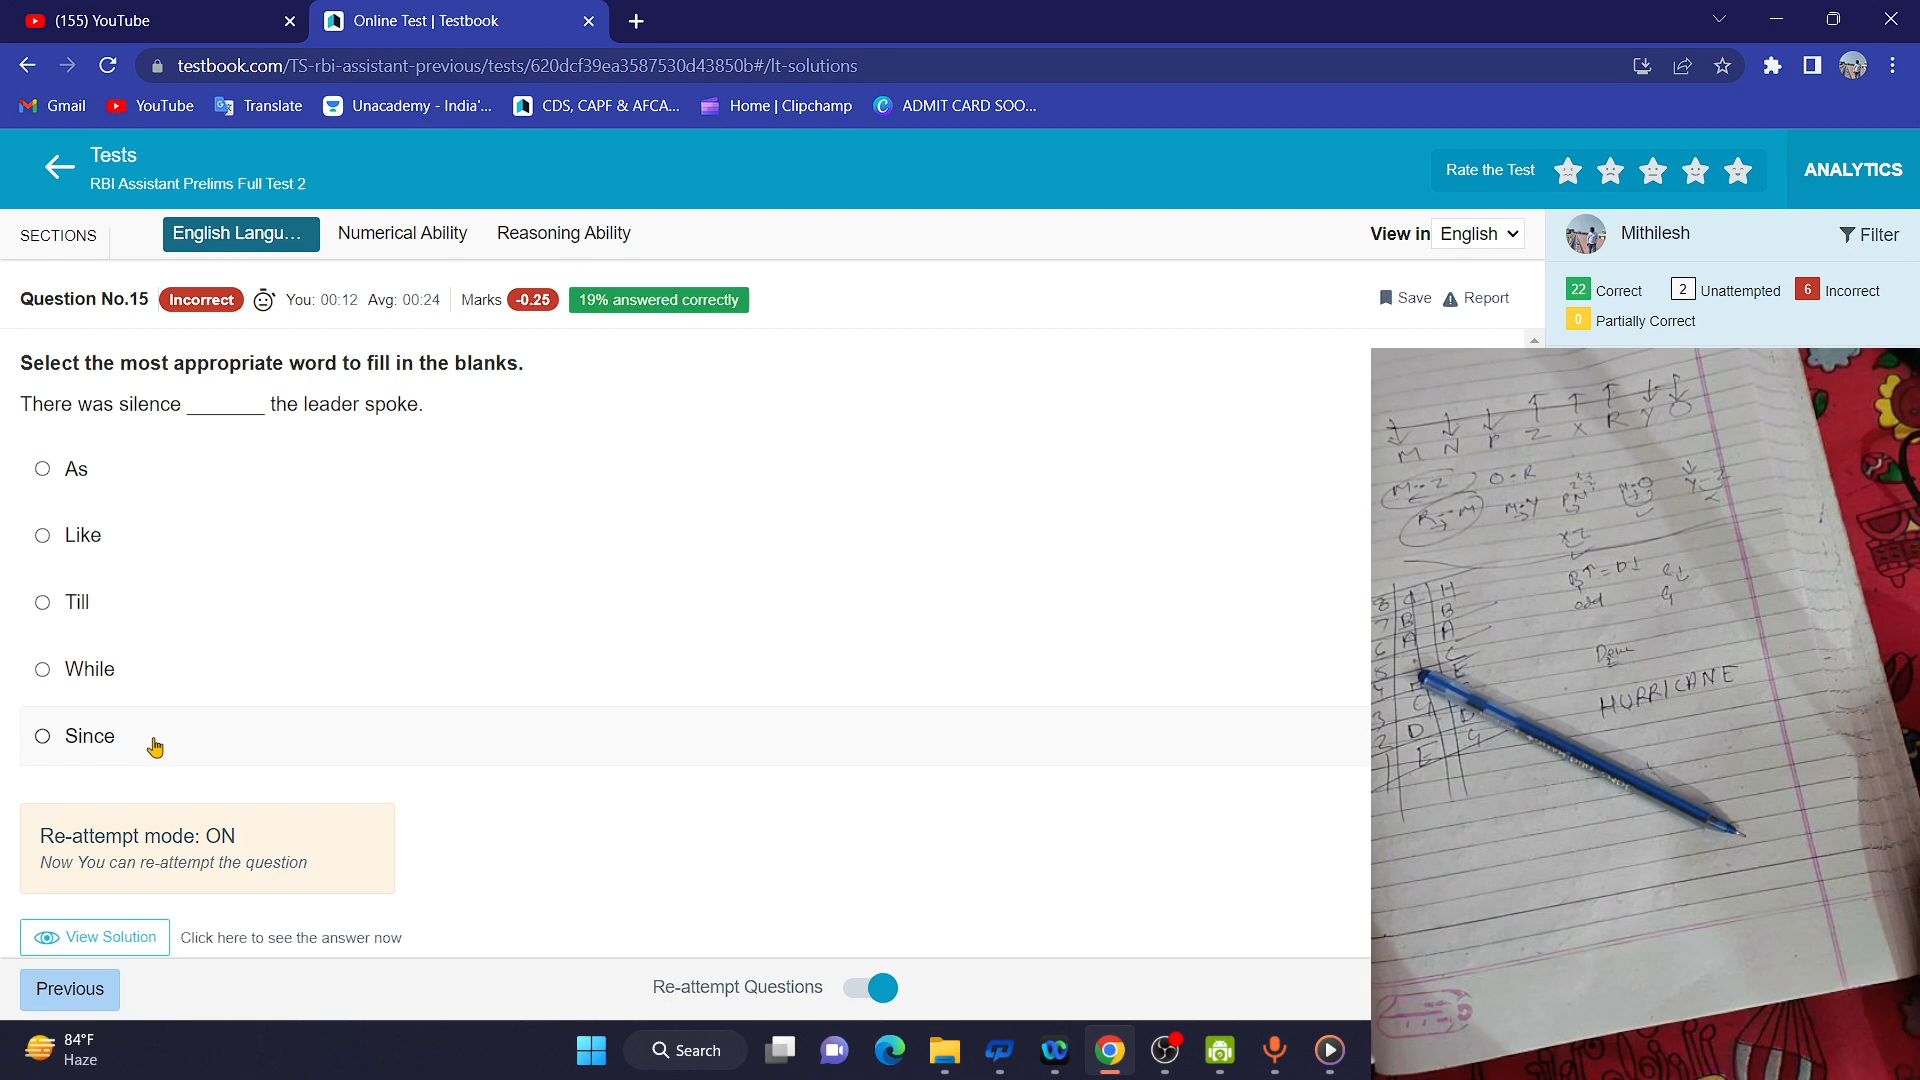 (155) YouTube
Online Test | Testbook
testbook.com/TS-rbi-assistant-previous/tests/620dcf39ea3587530d43850b#/lt-solutions
Gmail YouTube Translate Unacademy - India'... CDS, CAPF & AFCA... Home | Clipchamp ADMIT CARD SOO...
Tests
RBI Assistant Prelims Full Test 2
Rate the Test
ANALYTICS
SECTIONS English Langu... Numerical Ability Reasoning Ability
View in English
Mithilesh
Filter
Question No.15 Incorrect You: 00:12 Avg: 00:24 Marks -0.25 19% answered correctly
Save Report
22 Correct 2 Unattempted 6 Incorrect
0 Partially Correct
Select the most appropriate word to fill in the blanks.
There was silence ________ the leader spoke.
As
Like
Till
While
Since
Re-attempt mode: ON
Now You can re-attempt the question
View Solution Click here to see the answer now
Previous
Re-attempt Questions
84°F
Haze
Search
M N P Z X R Y O
HURRICANE